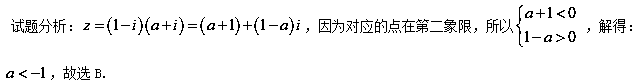 试题分析：z=(1-i)(a+i)=(a+1)+(1-a)i，因为对应的点在第二象限，所以{a+1<0 1-a>0，解得：
a<-1，故选 B．